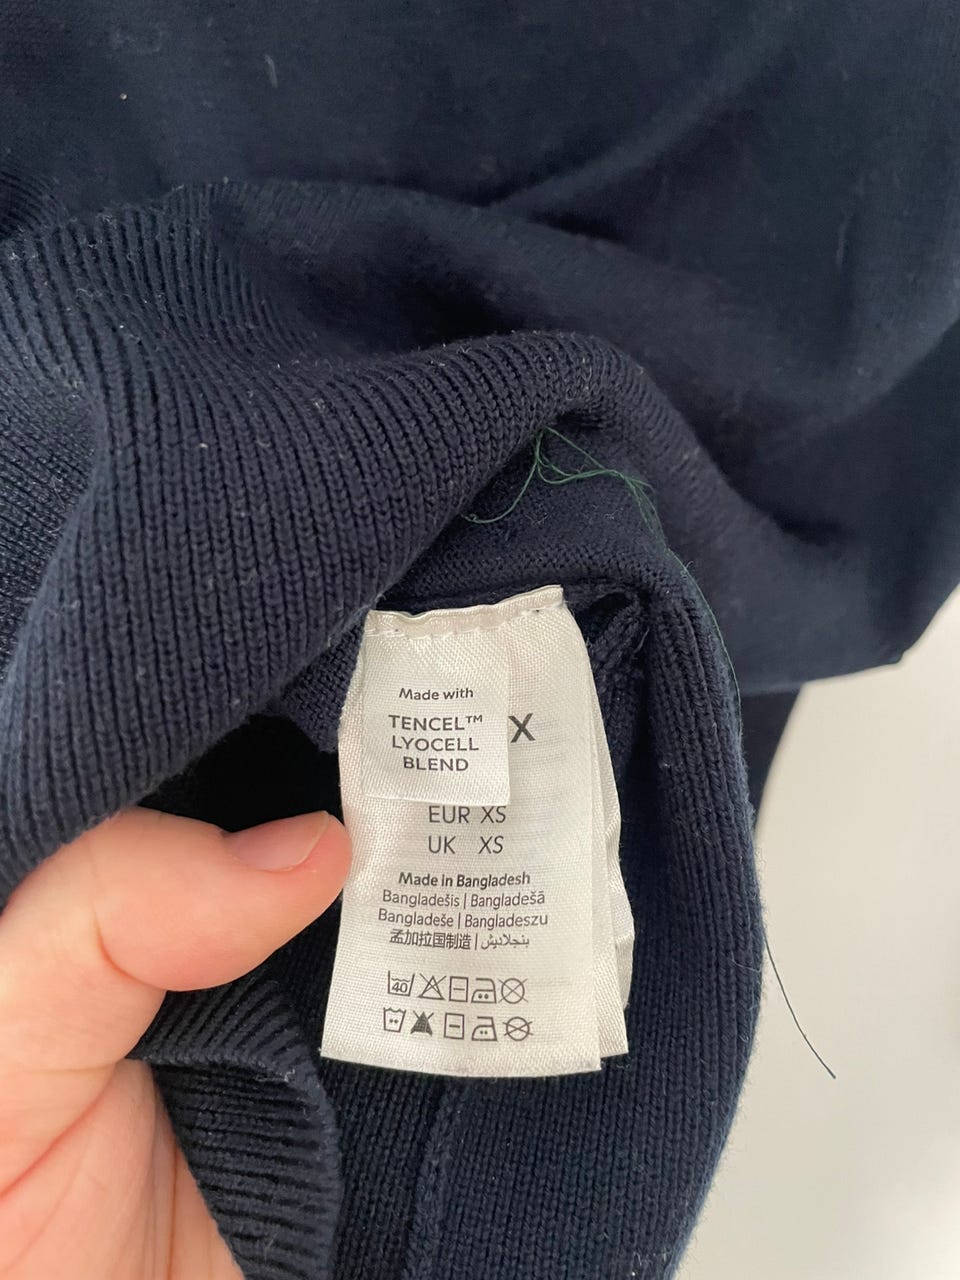 Made with
TENCEL™
LYOCELL
BLEND
X
EUR XS
UK XS
Made in Bangladesh
Bangladešis | Bangladešā
Bangladeše | Bangladeszu
孟加拉国制造 | بنجلاديش
40